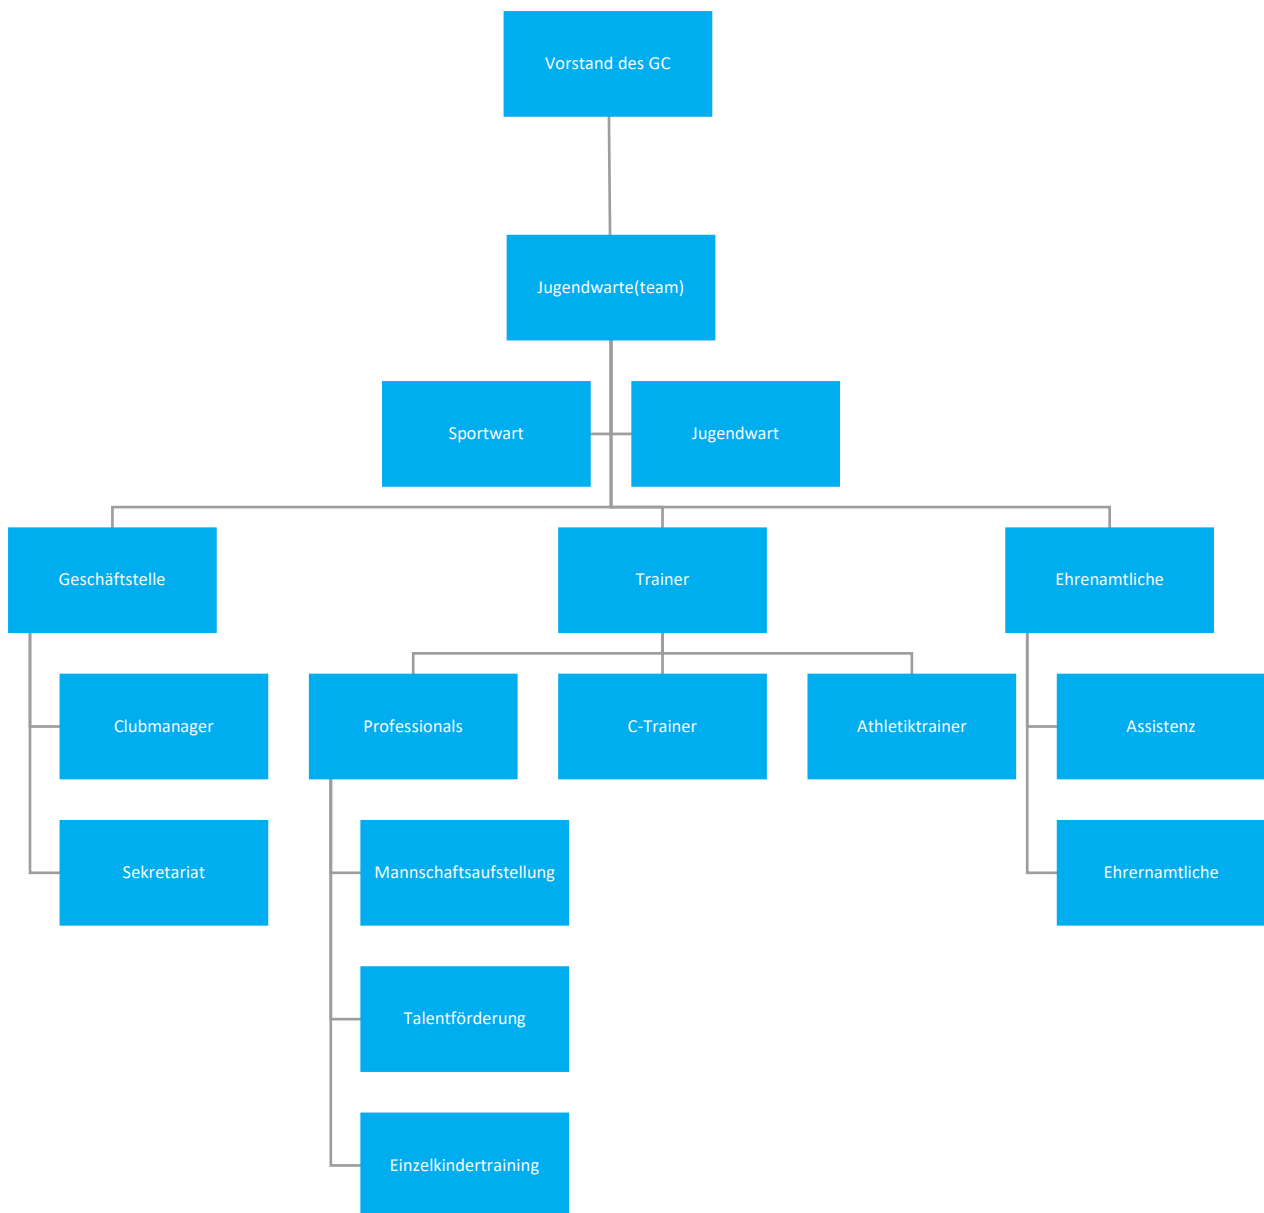 Vorstand des GC
Jugendwarte(team)
Sportwart
Jugendwart
Geschäftstelle
Trainer
Ehrenamtliche
Clubmanager
Professionals
C-Trainer
Athletiktrainer
Assistenz
Sekretariat
Mannschaftsaufstellung
Ehrernamtliche
Talentförderung
Einzelkindertraining